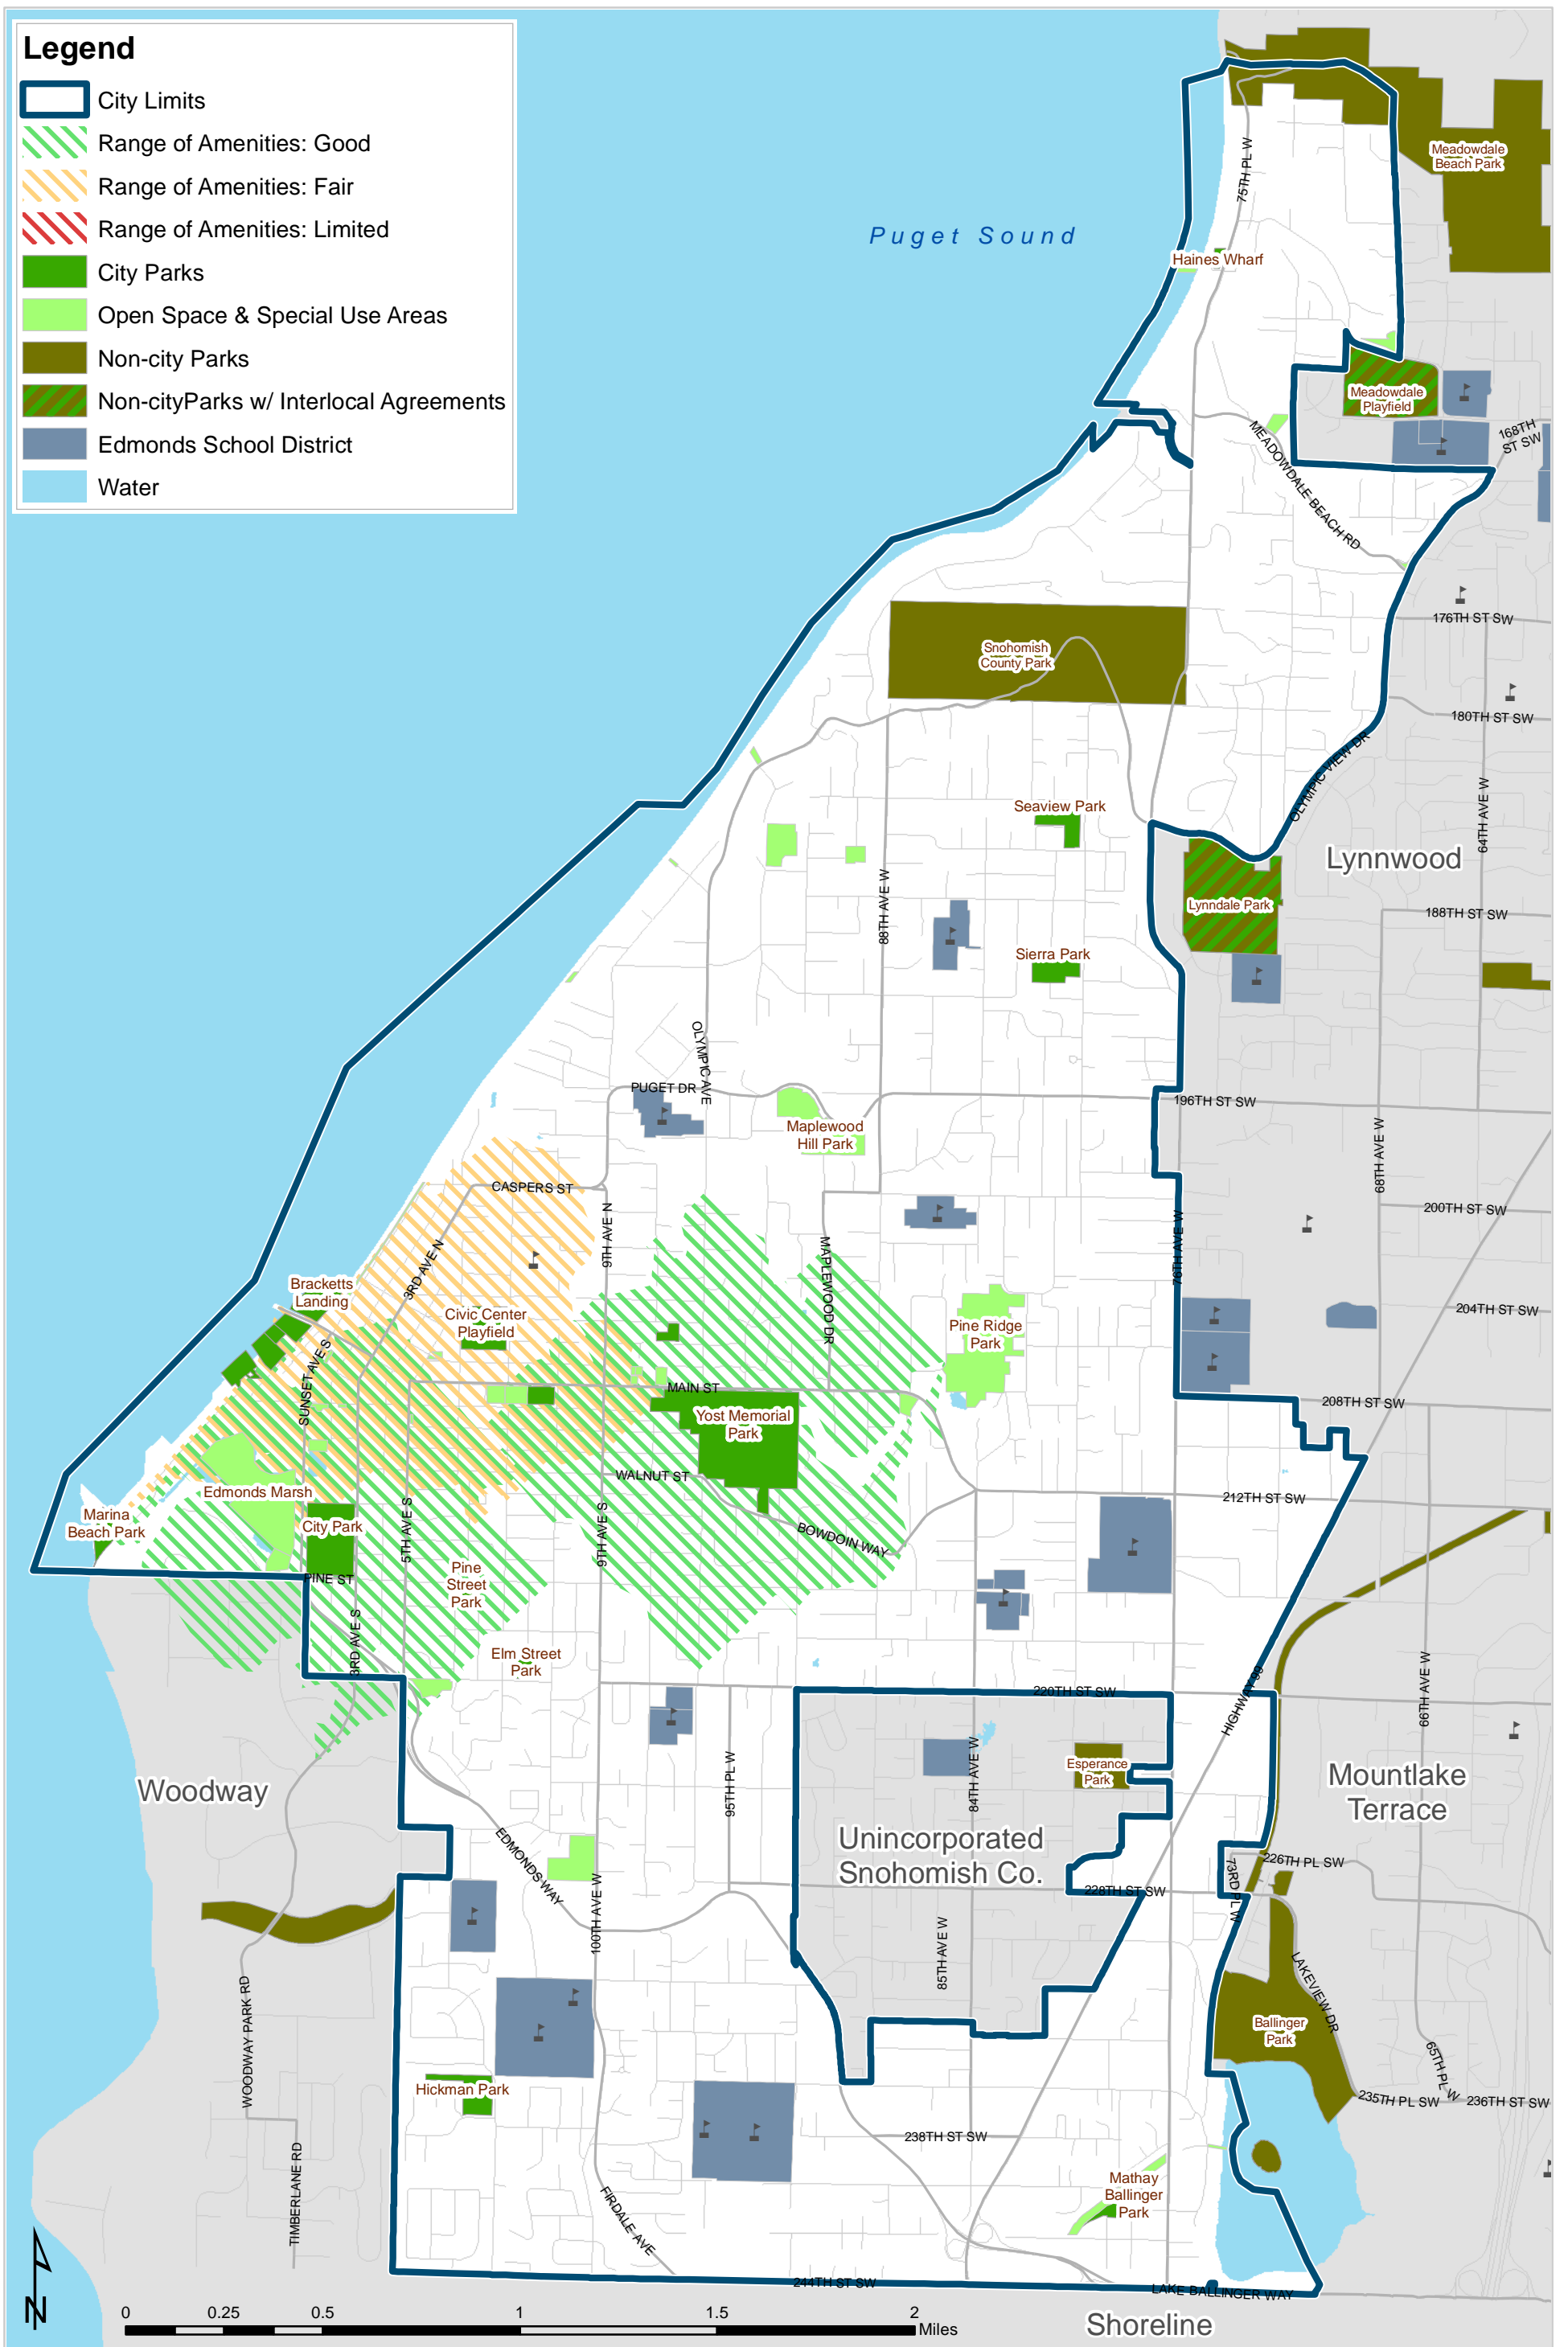 Legend
City Limits
Range of Amenities: Good
Range of Amenities: Fair
Range of Amenities: Limited
City Parks
Open Space & Special Use Areas
Non-city Parks
Non-cityParks w/ Interlocal Agreements
Edmonds School District
Water
Meadowdale
Beach Park
75TH PL W
Puget Sound
Haines Wharf
Meadowdale
Playfield
168TH
ST SW
MEADOWDALE BEACH RD
176TH ST SW
Snohomish
County Park
180TH ST SW
OLYMPIC VIEW DR
64TH AVE W
Seaview Park
Lynnwood
88TH AVE W
Lynndale Park
188TH ST SW
Sierra Park
OLYMPIC AVE
PUGET DR
196TH ST SW
Maplewood
Hill Park
68TH AVE W
CASPERS ST
200TH ST SW
9TH AVE N
MAPLEWOOD DR
76TH AVE W
3RD AVE N
Bracketts
Landing
Civic Center
Playfield
204TH ST SW
Pine Ridge
Park
SUNSET AVE S
MAIN ST
208TH ST SW
Yost Memorial
Park
WALNUT ST
Edmonds Marsh
212TH ST SW
Marina
Beach Park
City Park
5TH AVE S
9TH AVE S
BOWDOIN WAY
PINE ST
Pine
Street
Park
3RD AVE S
Elm Street
Park
220TH ST SW
HIGHWAY 99
66TH AVE W
Woodway
95TH PL W
84TH AVE W
Esperance
Park
Mountlake
Terrace
Unincorporated
Snohomish Co.
EDMONDS WAY
226TH PL SW
73RD PL W
228TH ST SW
100TH AVE W
85TH AVE W
LAKEVIEW DR
WOODWAY PARK RD
Ballinger
Park
65TH PL W
Hickman Park
235TH PL SW
236TH ST SW
238TH ST SW
TIMBERLANE RD
Mathay
Ballinger
Park
FIRDALE AVE
244TH ST SW
LAKE BALLINGER WAY
N
0
0.25
0.5
1
1.5
2
Miles
Shoreline